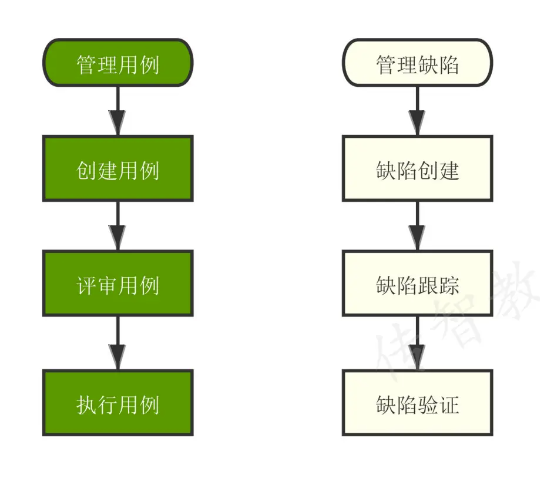 管理用例
创建用例
评审用例
执行用例
管理缺陷
缺陷创建
缺陷跟踪
缺陷验证
传智教